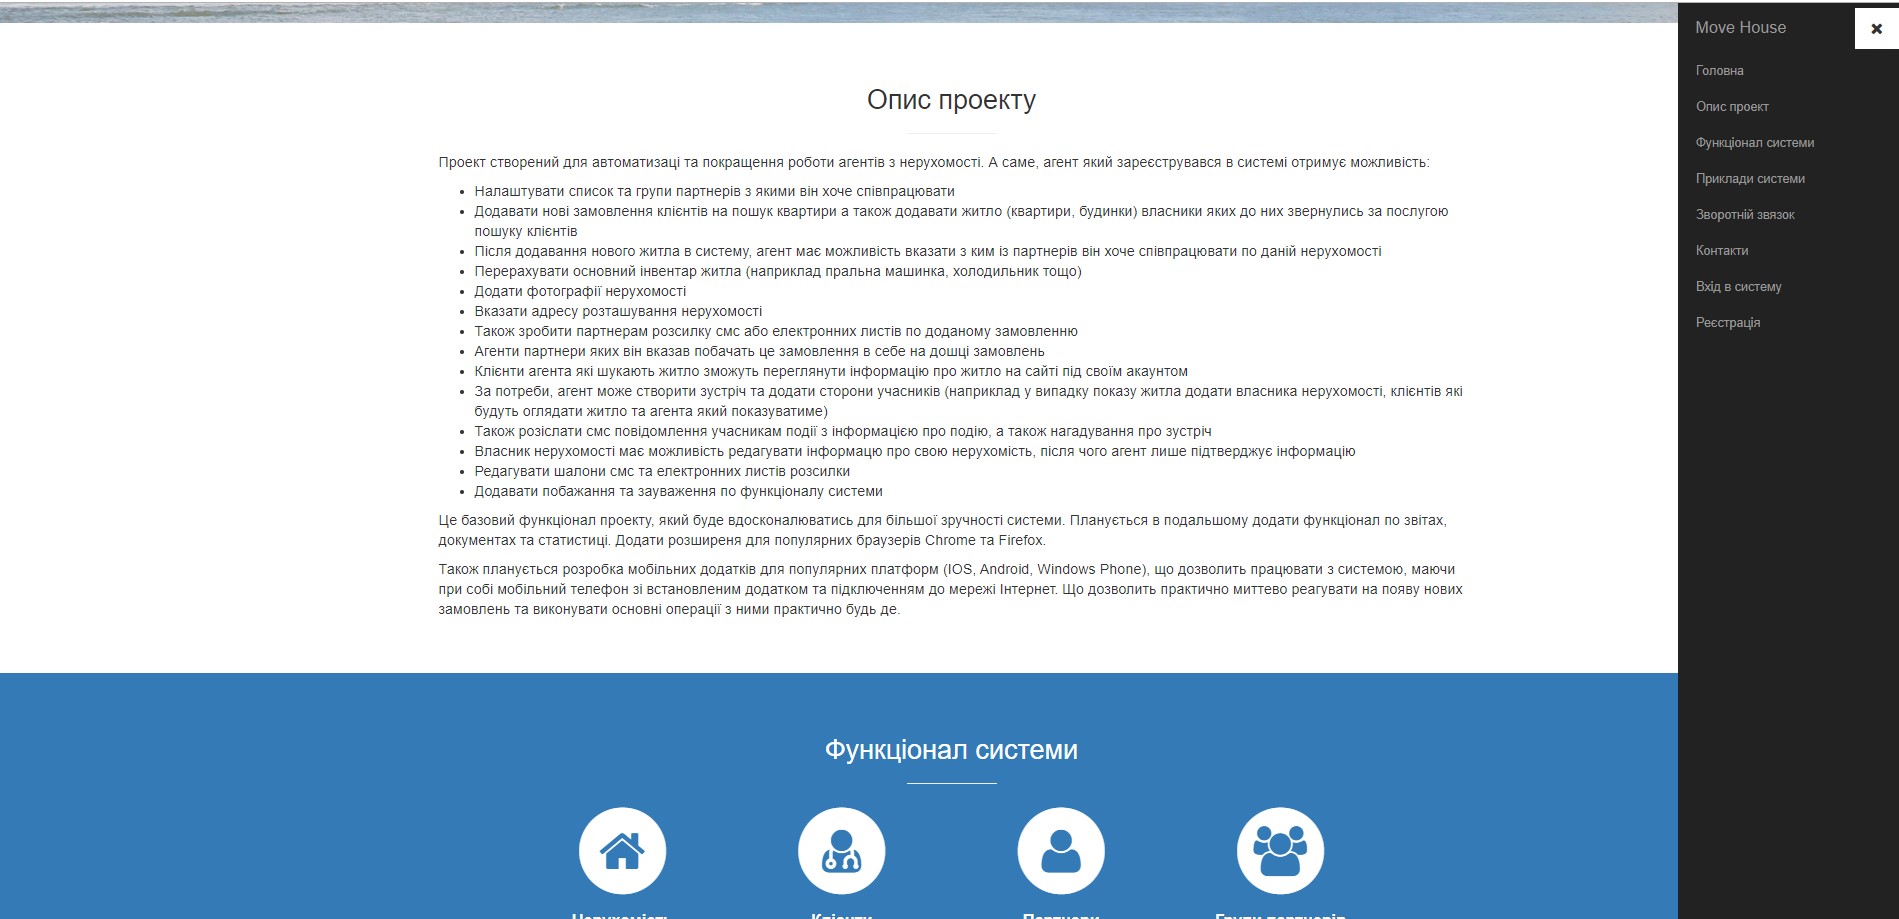 Move House
Головна
Опис проект
Функціонал системи
Приклади системи
Зворотній звязок
Контакти
Вхід в систему
Реєстрація
Опис проекту
Проект створений для автоматизаці та покращення роботи агентів з нерухомості. А саме, агент який зареєструвався в системі отримує можливість:
Налаштувати список та групи партнерів з якими він хоче співпрацювати
Додавати нові замовлення клієнтів на пошук квартири а також додавати житло (квартири, будинки) власники яких до них звернулись за послугою
пошуку клієнтів
Після додавання нового житла в систему, агент має можливість вказати з ким із партнерів він хоче співпрацювати по даній нерухомості
Перерахувати основний інвентар житла (наприклад пральна машинка, холодильник тощо)
Додати фотографії нерухомості
Вказати адресу розташування нерухомості
Також зробити партнерам розсилку смс або електронних листів по доданому замовленню
Агенти партнери яких він вказав побачать це замовлення в себе на дошці замовлень
Клієнти агента які шукають житло зможуть переглянути інформацію про житло на сайті під своїм акаунтом
За потреби, агент може створити зустріч та додати сторони учасників (наприклад у випадку показу житла додати власника нерухомості, клієнтів які
будуть оглядати житло та агента який показуватиме)
Також розіслати смс повідомлення учасникам події з інформацією про подію, а також нагадування про зустріч
Власник нерухомості має можливість редагувати інформацю про свою нерухомість, після чого агент лише підтверджує інформацію
Редагувати шалони смс та електронних листів розсилки
Додавати побажання та зауваження по функціоналу системи
Це базовий функціонал проекту, який буде вдосконалюватись для більшої зручності системи. Планується в подальшому додати функціонал по звітах,
документах та статистиці. Додати розширеня для популярних браузерів Chrome та Firefox.
Також планується розробка мобільних додатків для популярних платформ (IOS, Android, Windows Phone), що дозволить працювати з системою, маючи
при собі мобільний телефон зі встановленим додатком та підключенням до мережі Інтернет. Що дозволить практично миттєво реагувати на появу нових
замовлень та виконувати основні операції з ними практично будь де.
Функціонал системи
Нерухомість
Клієнти
Партнери
Групи партнерів